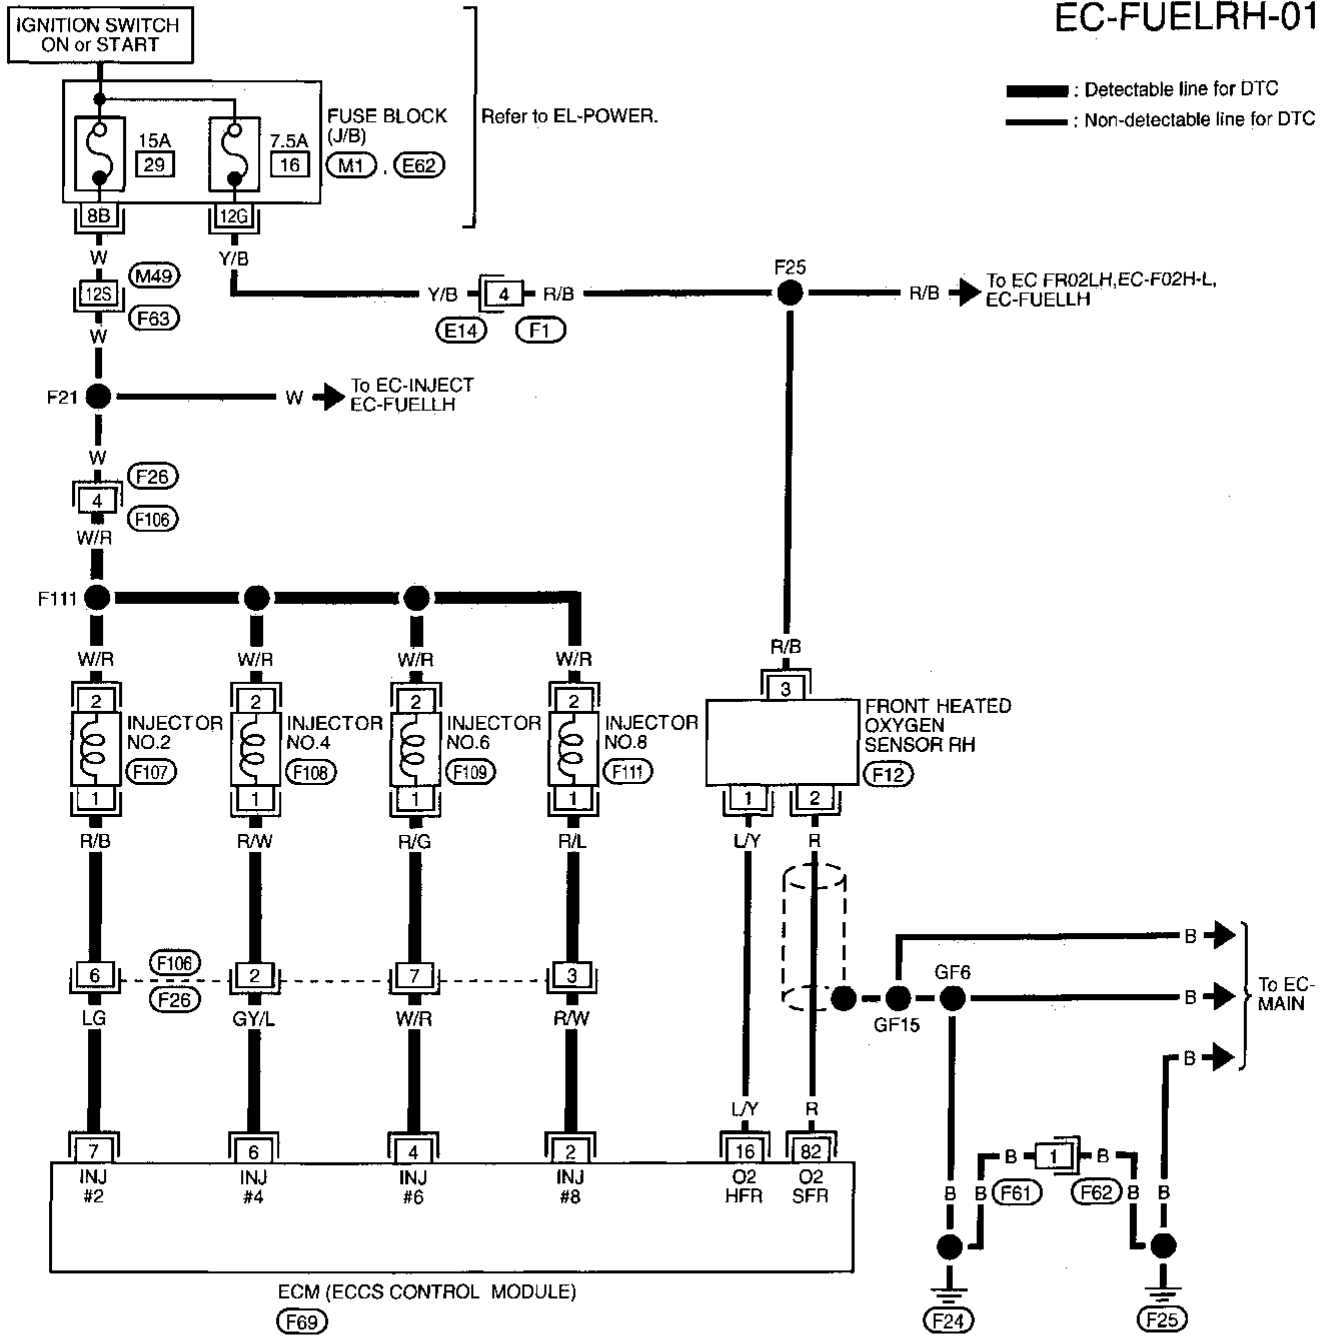 EC-FUELRH-01
IGNITION SWITCH
ON or START
: Detectable line for DTC
: Non-detectable line for DTC
FUSE BLOCK
(J/B)
Refer to EL-POWER.
15A
29
7.5A
16
M1 , E62
8B
12G
W
Y/B
M49
12S
F63
W
Y/B
4
R/B
E14
F1
F25
R/B
To EC FR02LH,EC-F02H-L,
EC-FUELLH
F21
W
To EC-INJECT
EC-FUELLH
W
F26
4
F106
W/R
F111
W/R
W/R
W/R
W/R
R/B
2
2
2
2
3
INJECTOR
NO.2
F107
INJECTOR
NO.4
F108
INJECTOR
NO.6
F109
INJECTOR
NO.8
F111
FRONT HEATED
OXYGEN
SENSOR RH
F12
1
1
1
1
1
2
R/B
R/W
R/G
R/L
L/Y
R
6
F106
F26
2
7
3
LG
GY/L
W/R
R/W
B
GF6
B
GF15
B
To EC-
MAIN
L/Y
R
7
6
4
2
16
82
INJ
#2
INJ
#4
INJ
#6
INJ
#8
O2
HFR
O2
SFR
B
1
B
B
B
F61
F62
B
B
ECM (ECCS CONTROL MODULE)
F69
F24
F25